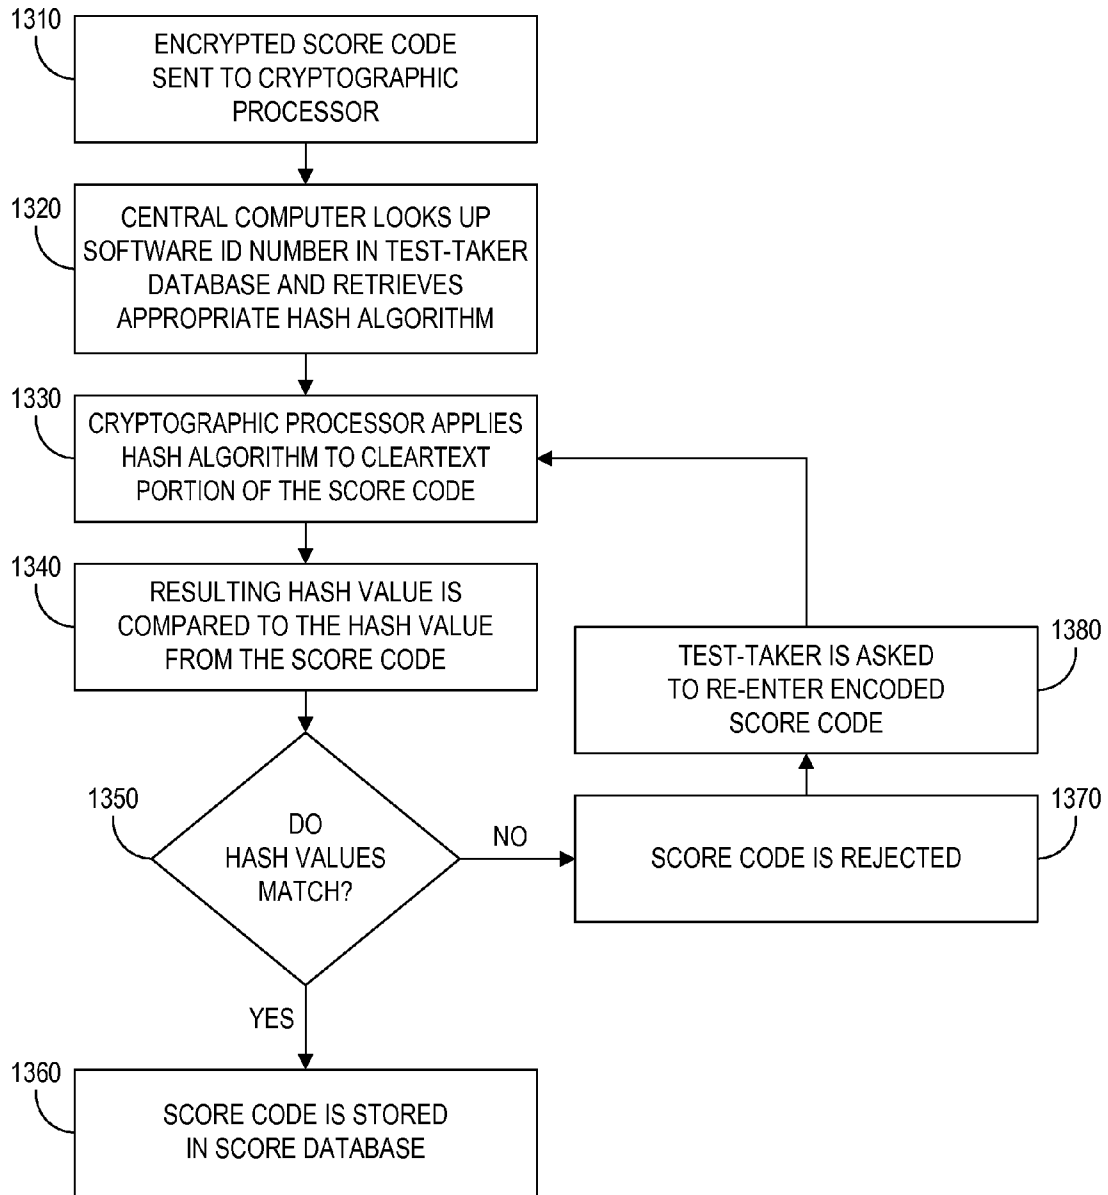 1310
ENCRYPTED SCORE CODE
SENT TO CRYPTOGRAPHIC
PROCESSOR
1320
CENTRAL COMPUTER LOOKS UP
SOFTWARE ID NUMBER IN TEST-TAKER
DATABASE AND RETRIEVES
APPROPRIATE HASH ALGORITHM
1330
CRYPTOGRAPHIC PROCESSOR APPLIES
HASH ALGORITHM TO CLEARTEXT
PORTION OF THE SCORE CODE
1340
RESULTING HASH VALUE IS
COMPARED TO THE HASH VALUE
FROM THE SCORE CODE
1350
DO
HASH VALUES
MATCH?
NO
1370
SCORE CODE IS REJECTED
1380
TEST-TAKER IS ASKED
TO RE-ENTER ENCODED
SCORE CODE
YES
1360
SCORE CODE IS STORED
IN SCORE DATABASE